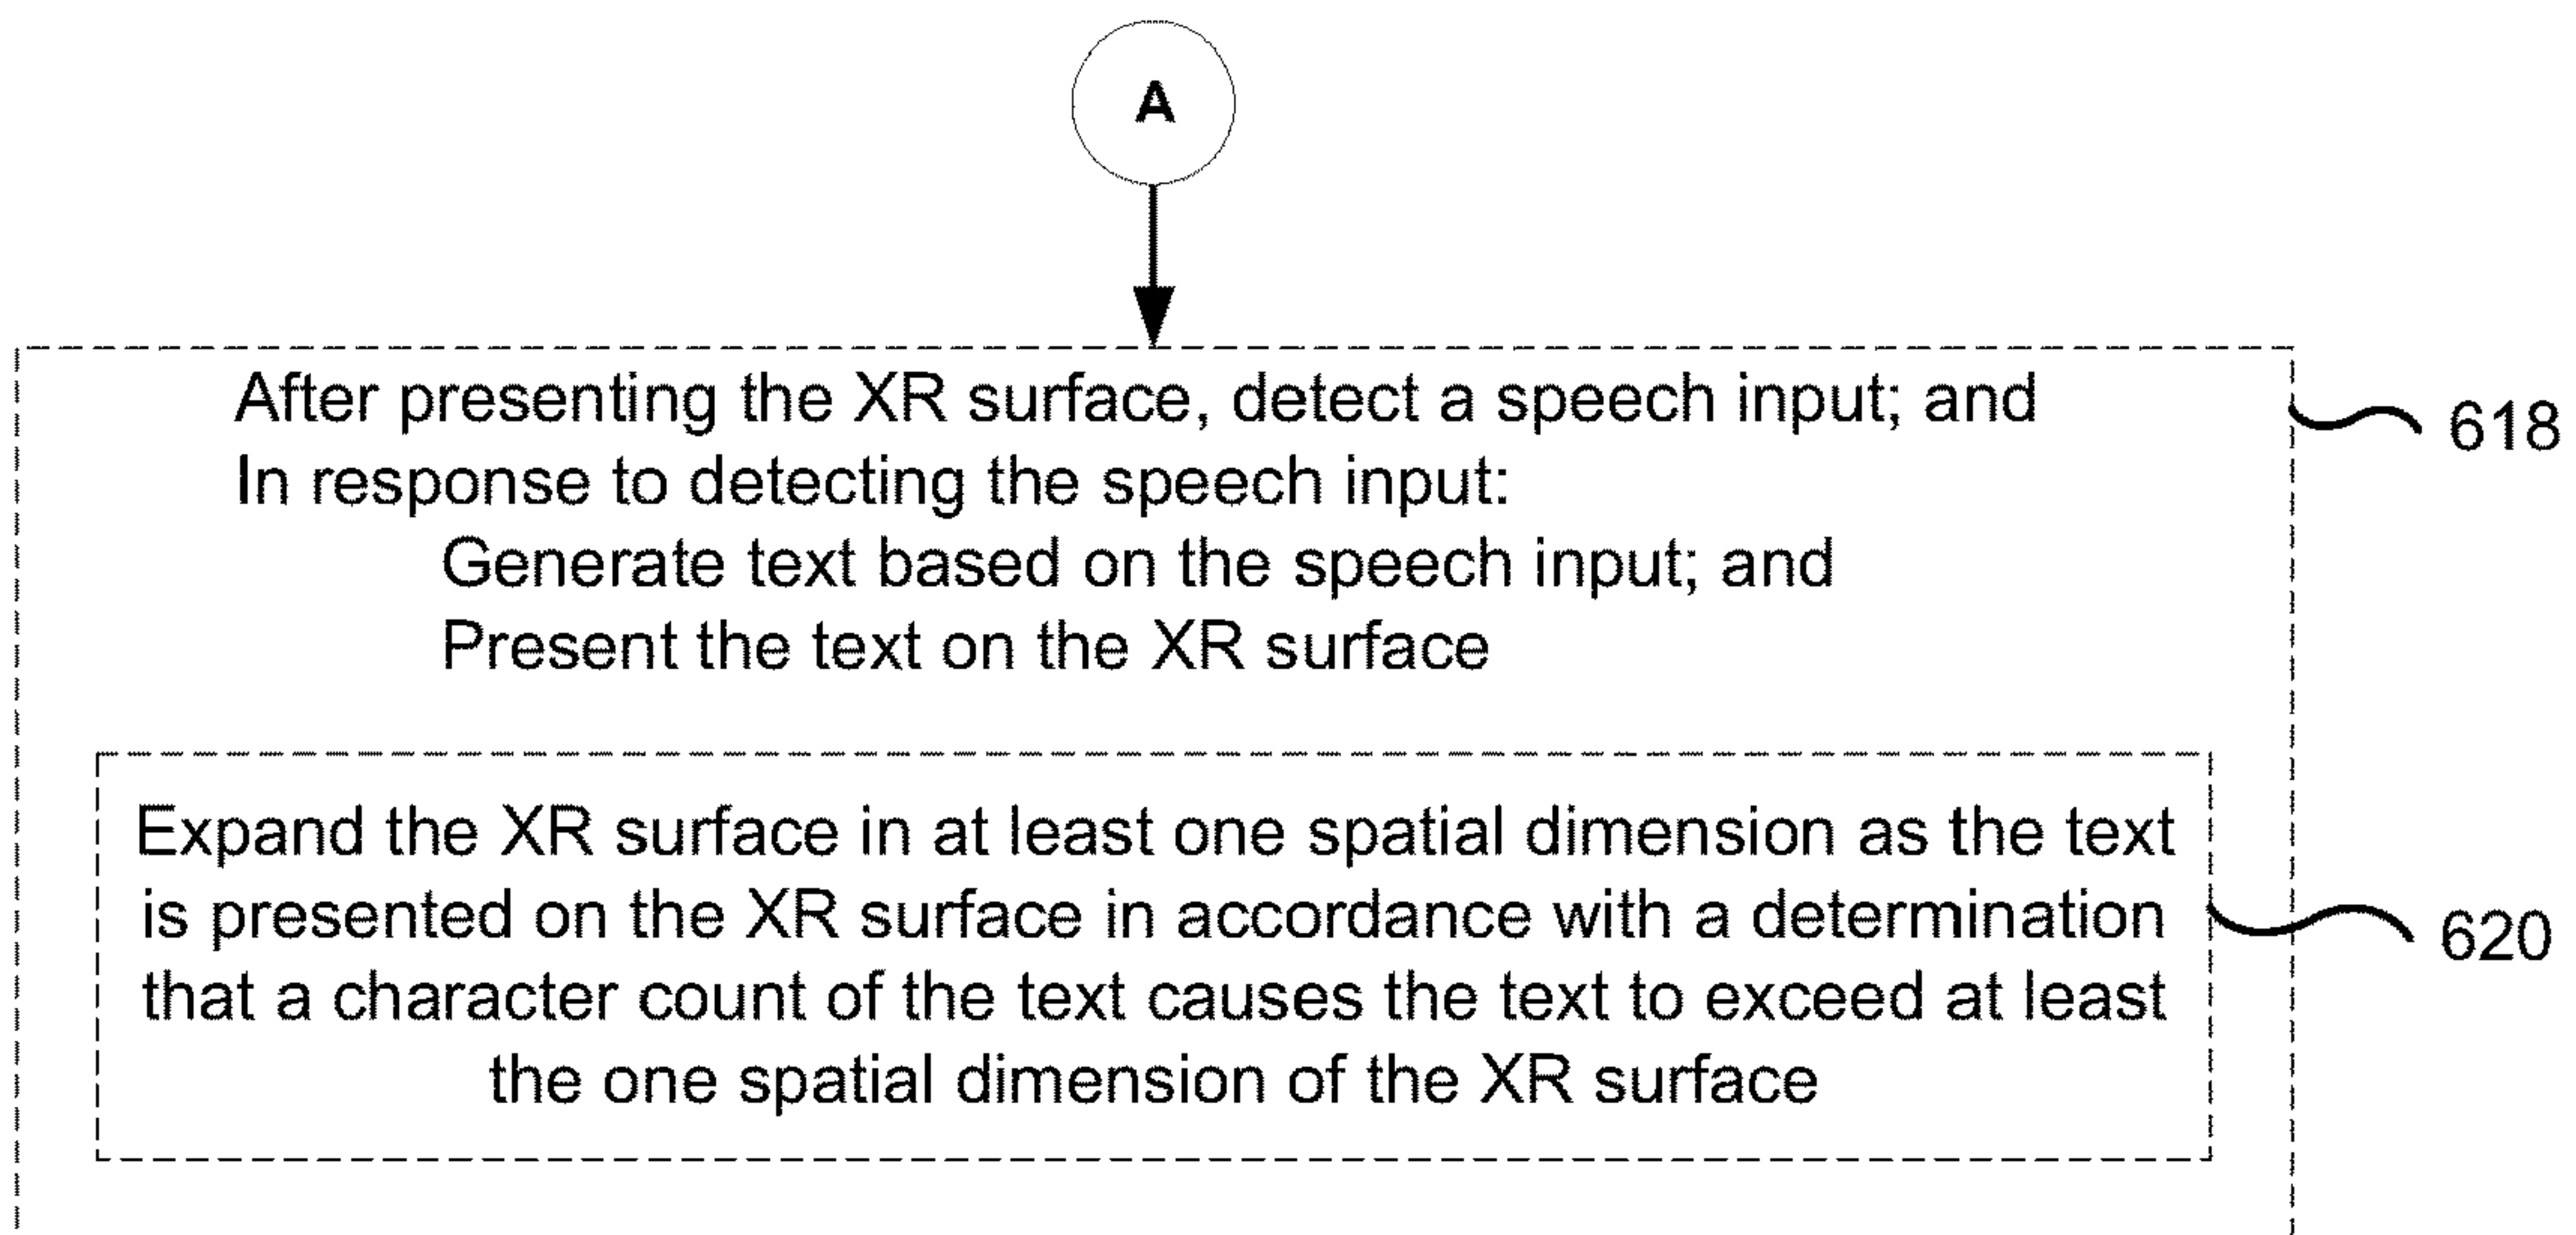 A
After presenting the XR surface, detect a speech input; and
In response to detecting the speech input:
Generate text based on the speech input; and
Present the text on the XR surface
618
Expand the XR surface in at least one spatial dimension as the text
is presented on the XR surface in accordance with a determination
that a character count of the text causes the text to exceed at least
the one spatial dimension of the XR surface
620